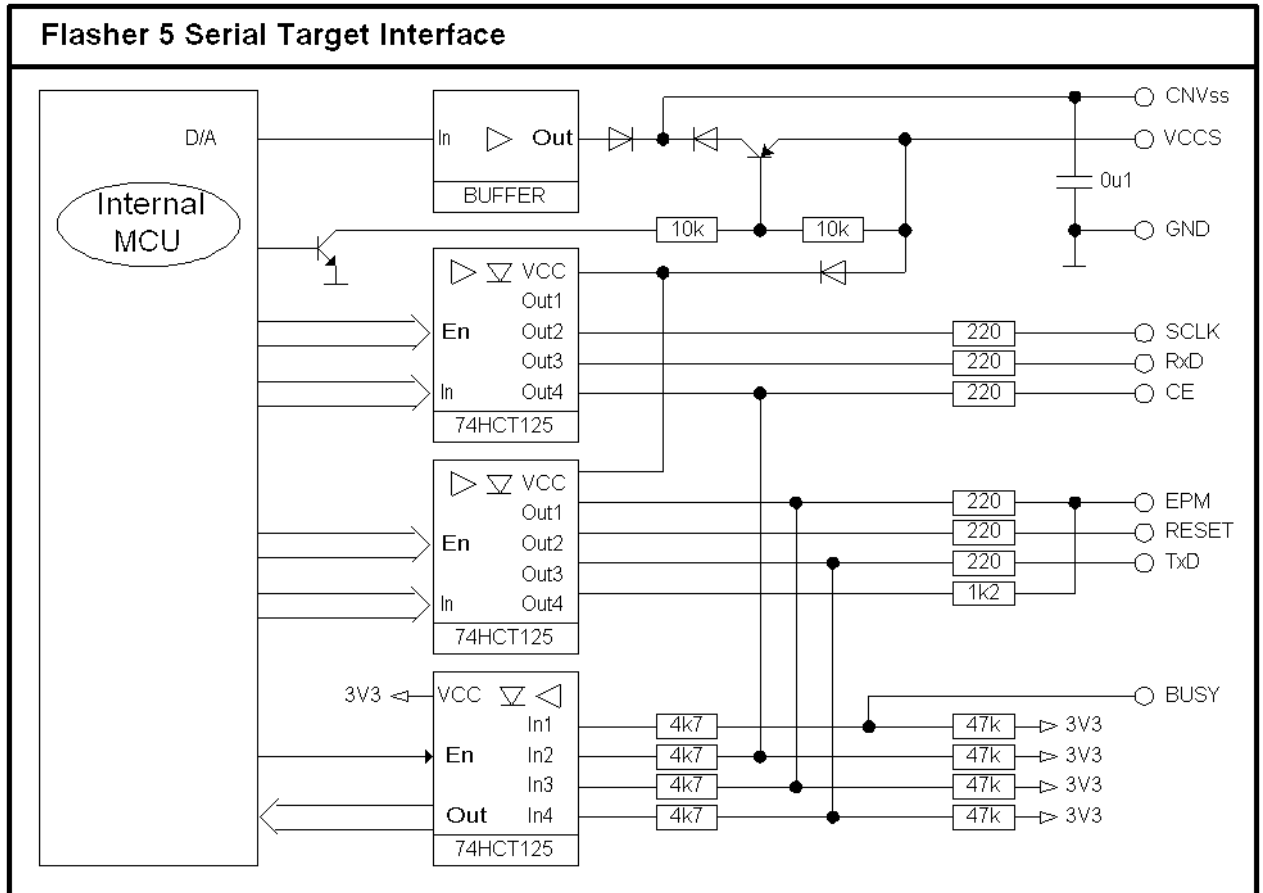 Flasher 5 Serial Target Interface
D/A
Internal
MCU
In
Out
BUFFER
CNVss
VCCS
0u1
GND
10k
10k
VCC
Out1
En
Out2
Out3
In
Out4
74HCT125
220
SCLK
220
RxD
220
CE
VCC
Out1
En
Out2
Out3
In
Out4
74HCT125
220
EPM
220
RESET
220
TxD
1k2
3V3
VCC
In1
En
In2
In3
Out
In4
74HCT125
BUSY
4k7
47k
3V3
4k7
47k
3V3
4k7
47k
3V3
4k7
47k
3V3